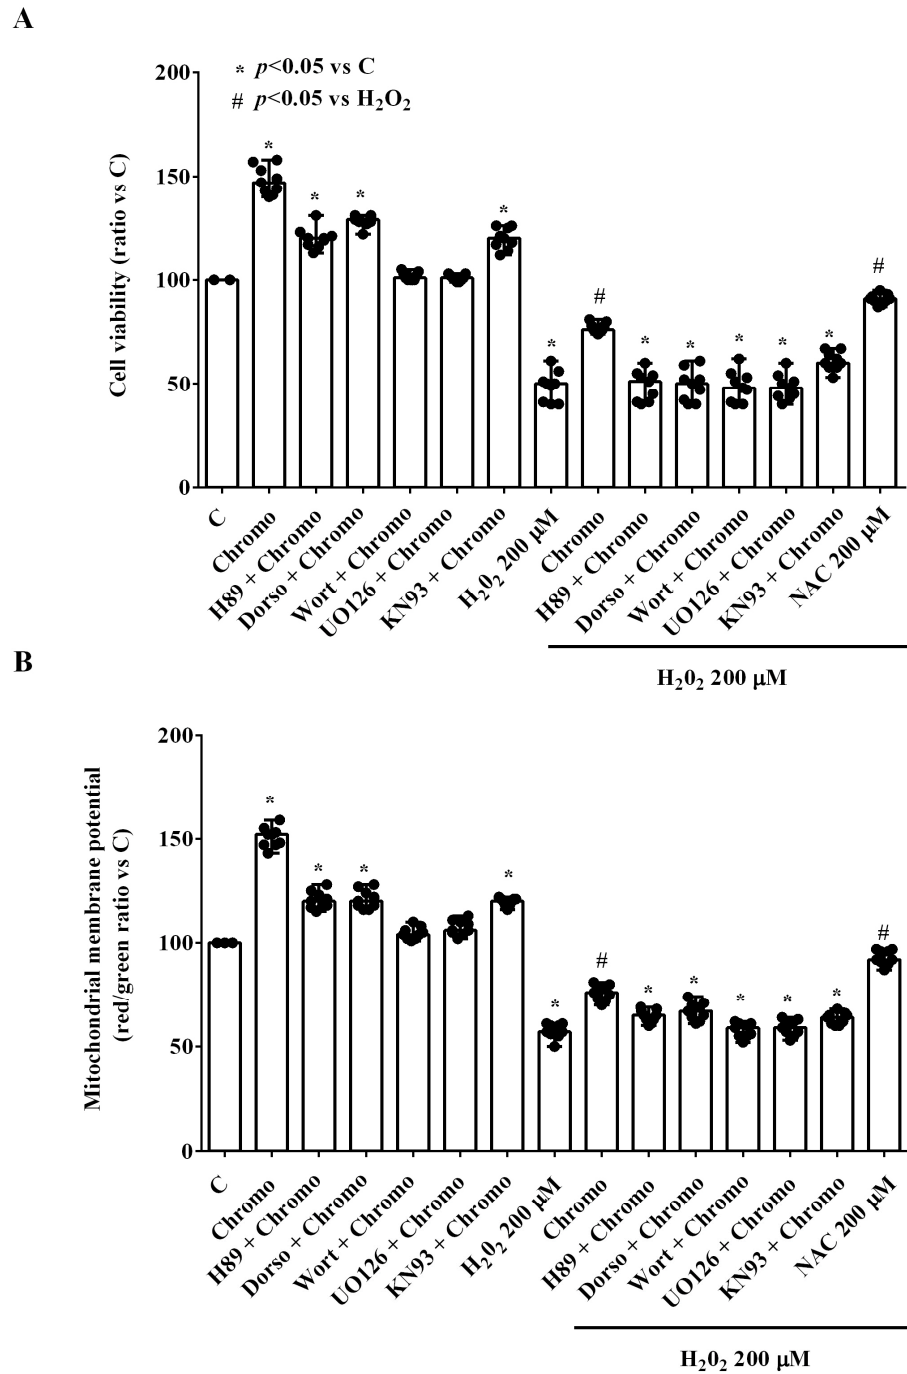 A
* p<0.05 vs C
# p<0.05 vs H₂O₂
Cell viability (ratio vs C)
200
150
100
50
0
* * * * * # * * * * * #
C
Chromo
H89 + Chromo
Dorso + Chromo
Wort + Chromo
UO126 + Chromo
KN93 + Chromo
H₂0₂ 200 μM
Chromo
H89 + Chromo
Dorso + Chromo
Wort + Chromo
UO126 + Chromo
KN93 + Chromo
NAC 200 μM
H₂0₂ 200 μM
B
Mitochondrial membrane potential
(red/green ratio vs C)
200
150
100
50
0
* * * * * # * * * * * #
C
Chromo
H89 + Chromo
Dorso + Chromo
Wort + Chromo
UO126 + Chromo
KN93 + Chromo
H₂0₂ 200 μM
Chromo
H89 + Chromo
Dorso + Chromo
Wort + Chromo
UO126 + Chromo
KN93 + Chromo
NAC 200 μM
H₂0₂ 200 μM